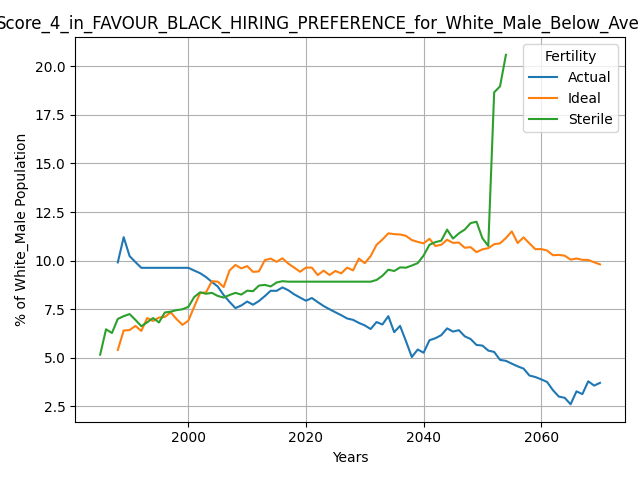 Score_4_in_FAVOUR_BLACK_HIRING_PREFERENCE_for_White_Male_Below_Ave
Fertility
Actual
Ideal
Sterile
% of White_Male Population
20.0
17.5
15.0
12.5
10.0
7.5
5.0
2.5
2000
2020
2040
2060
Years